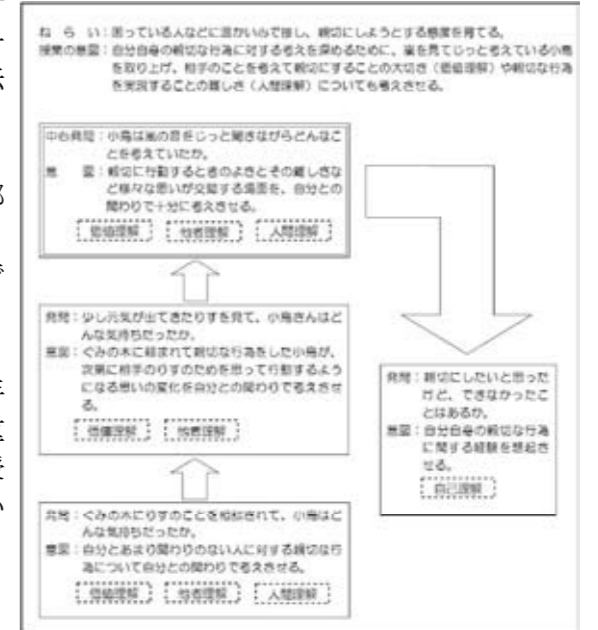 ね ら い：困っている人などに温かい心で接し、親切にしようとする態度を育てる。
授業の意図：自分自身の親切な行為に対する考えを深めるために、嵐を見てじっと考えている小鳥
を取り上げ、相手のことを考えて親切にすることの大切さ（価値理解）や親切な行為
を実現することの難しさ（人間理解）についても考えさせる。
中心発問：小鳥は嵐の音をじっと聞きながらどんなこ
とを考えていたか。
意 図：親切に行動するときのよさとその難しさな
ど様々な思いが交錯する場面を、自分との
関わりで十分に考えさせる。
価値理解 他者理解 人間理解
発問：少し元気が出てきたりすを見て、小鳥さんはど
んな気持ちだったか。
意図：ぐみの木に頼まれて親切な行為をした小鳥が、
次第に相手のりすのためを思って行動するよう
になる思いの変化を自分との関わりで考えさせ
る。
価値理解 他者理解
発問：ぐみの木にりすのことを相談されて、小鳥はど
んな気持ちだったか。
意図：自分とあまり関わりのない人に対する親切な行
為について自分との関わりで考えさせる。
価値理解 他者理解 人間理解
発問：親切にしたいと思った
けど、できなかったこ
とはあるか。
意図：自分自身の親切な行為
に関する経験を想起さ
せる。
自己理解